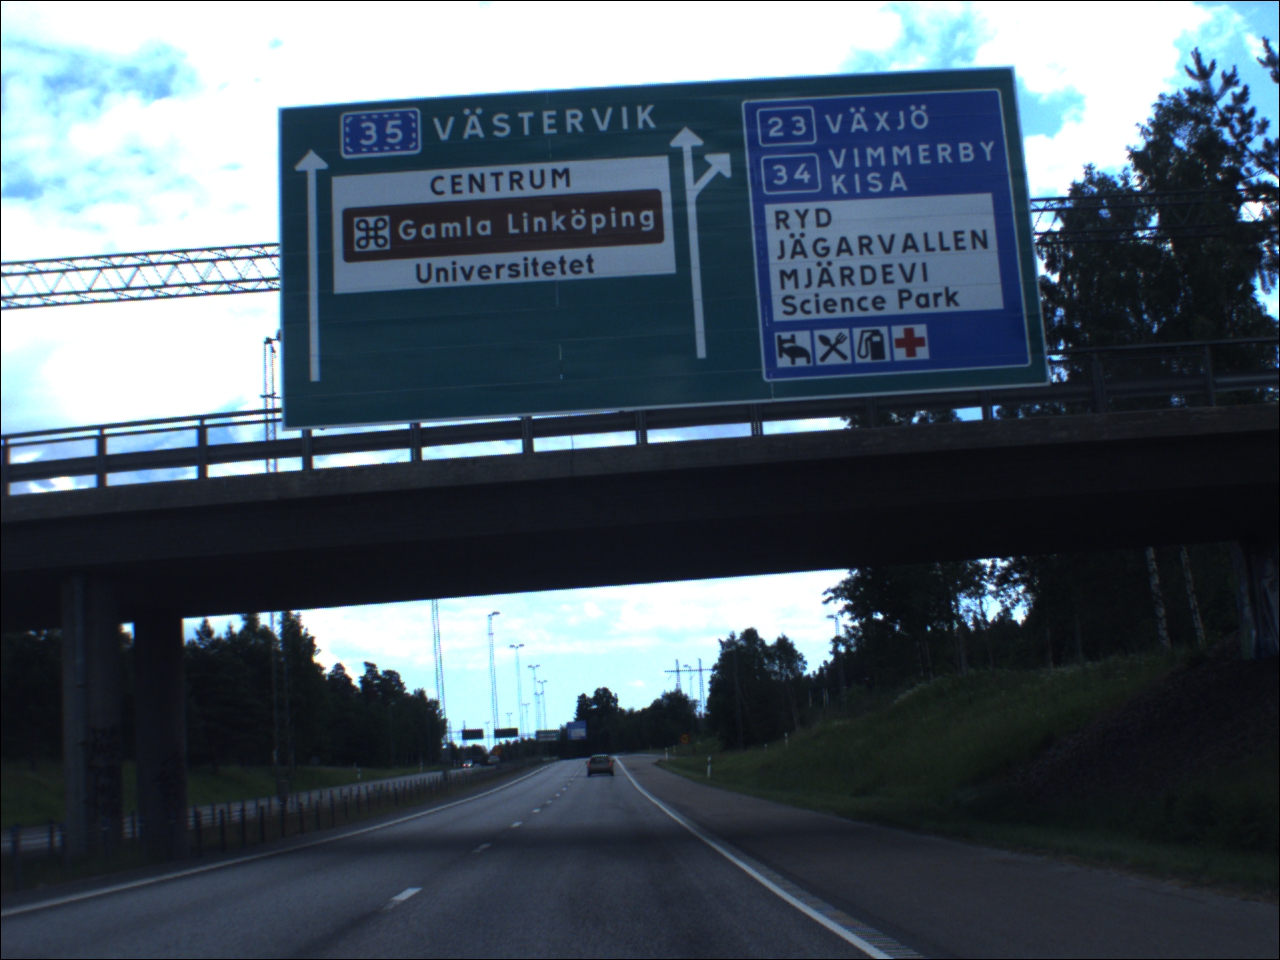 35 VÄSTERVIK
CENTRUM
Gamla Linköping
Universitetet
23 VÄXJÖ
34 VIMMERBY
KISA
RYD
JÄGARVALLEN
MJÄRDEVI
Science Park